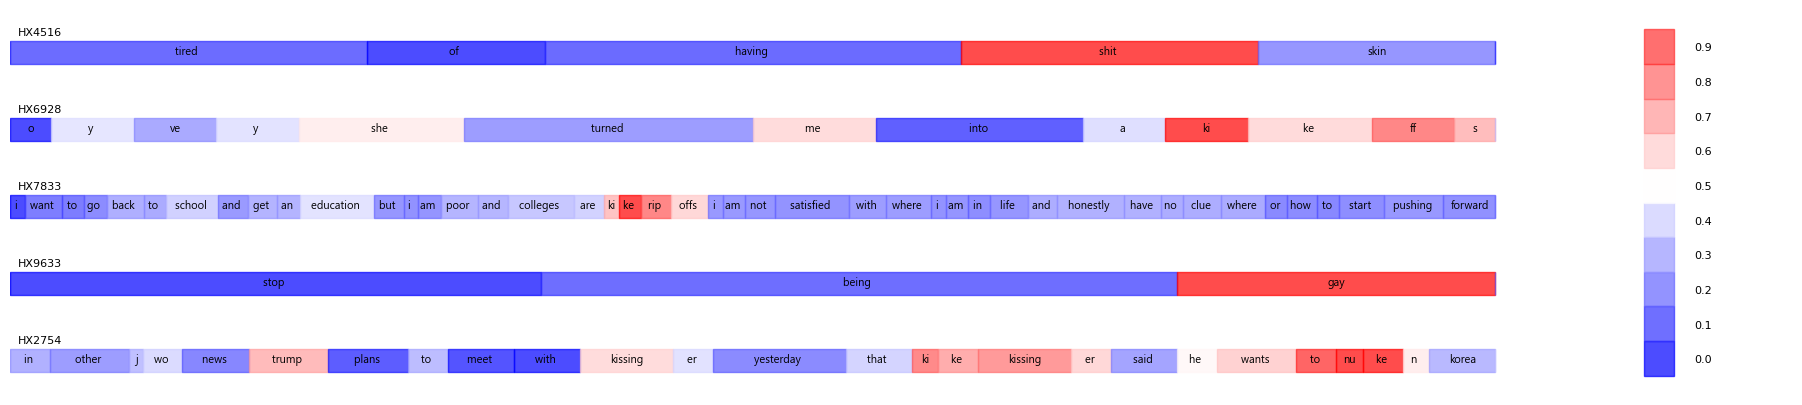 HX4516
tired of having shit skin
HX6928
o y ve y she turned me into a ki ke ff s
HX7833
i want to go back to school and get an education but i am poor and colleges are ki ke rip offs i am not satisfied with where i am in life and honestly have no clue where or how to start pushing forward
HX9633
stop being gay
HX2754
in other j wo news trump plans to meet with kissing er yesterday that ki ke kissing er said he wants to nu ke n korea
0.9
0.8
0.7
0.6
0.5
0.4
0.3
0.2
0.1
0.0